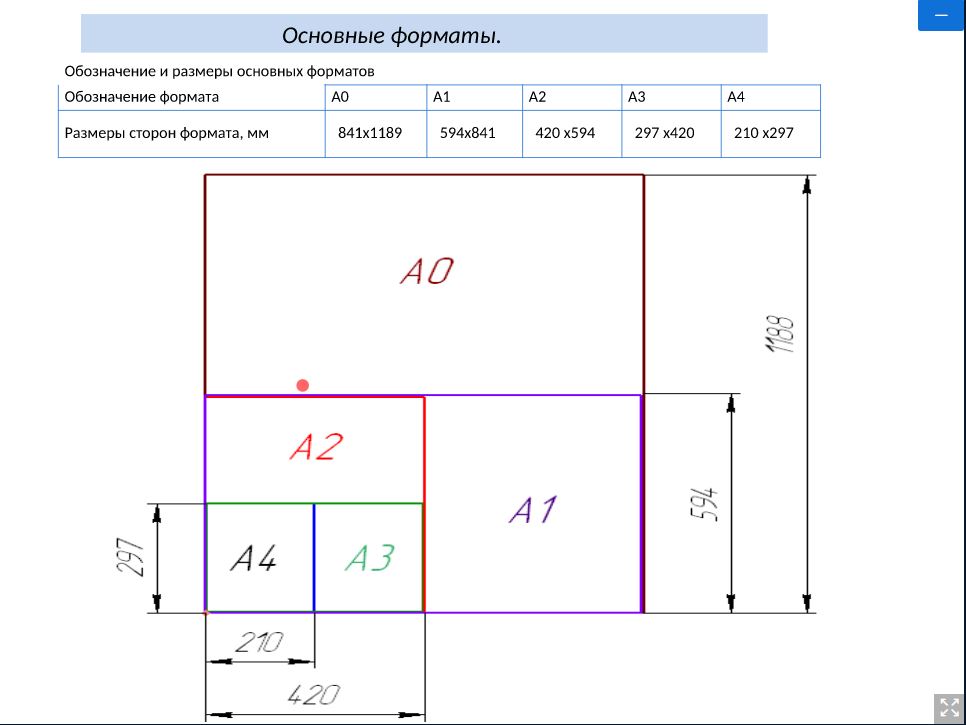 Основные форматы.
Обозначение и размеры основных форматов
Обозначение формата А0 А1 А2 А3 А4
Размеры сторон формата, мм 841х1189 594х841 420 х594 297 х420 210 х297
А0
1188
А2
594
А1
297
А4 А3
210
420